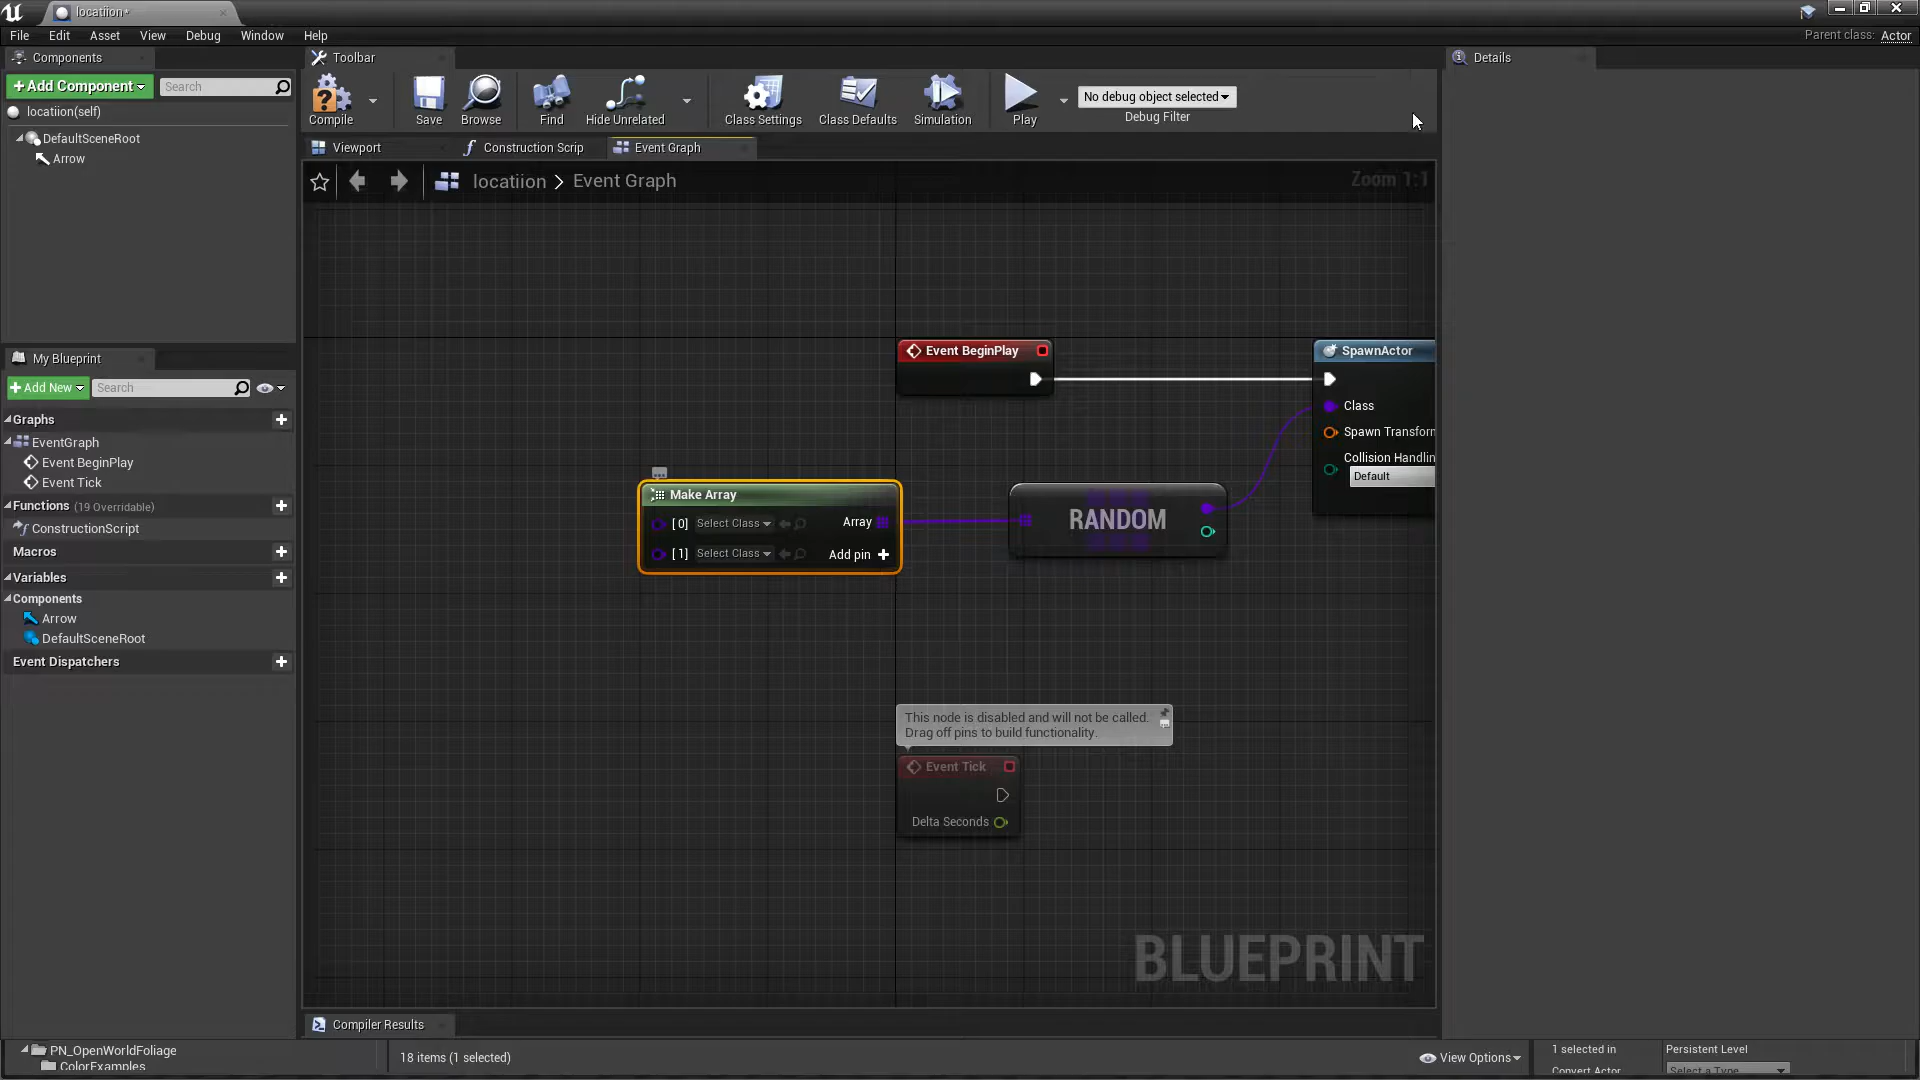 locatiion*
File Edit Asset View Debug Window Help
Parent class: Actor
Components
+Add Component
Search
locatiion(self)
DefaultSceneRoot
Arrow
Toolbar
Compile
Save
Browse
Find
Hide Unrelated
Class Settings
Class Defaults
Simulation
Play
No debug object selected
Debug Filter
Details
Viewport
Construction Scrip
Event Graph
locatiion > Event Graph
Zoom 1:1
My Blueprint
+Add New
Search
Graphs
EventGraph
Event BeginPlay
Event Tick
Functions (19 Overridable)
ConstructionScript
Macros
Variables
Components
Arrow
DefaultSceneRoot
Event Dispatchers
Event BeginPlay
SpawnActor
Class
Spawn Transform
Collision Handlin
Default
Make Array
[0] Select Class Array
[1] Select Class Add pin +
RANDOM
This node is disabled and will not be called.
Drag off pins to build functionality.
Event Tick
Delta Seconds
BLUEPRINT
Compiler Results
PN_OpenWorldFoliage
ColorExamples
18 items (1 selected)
View Options
1 selected in
Convert Actor
Persistent Level
Select a Type